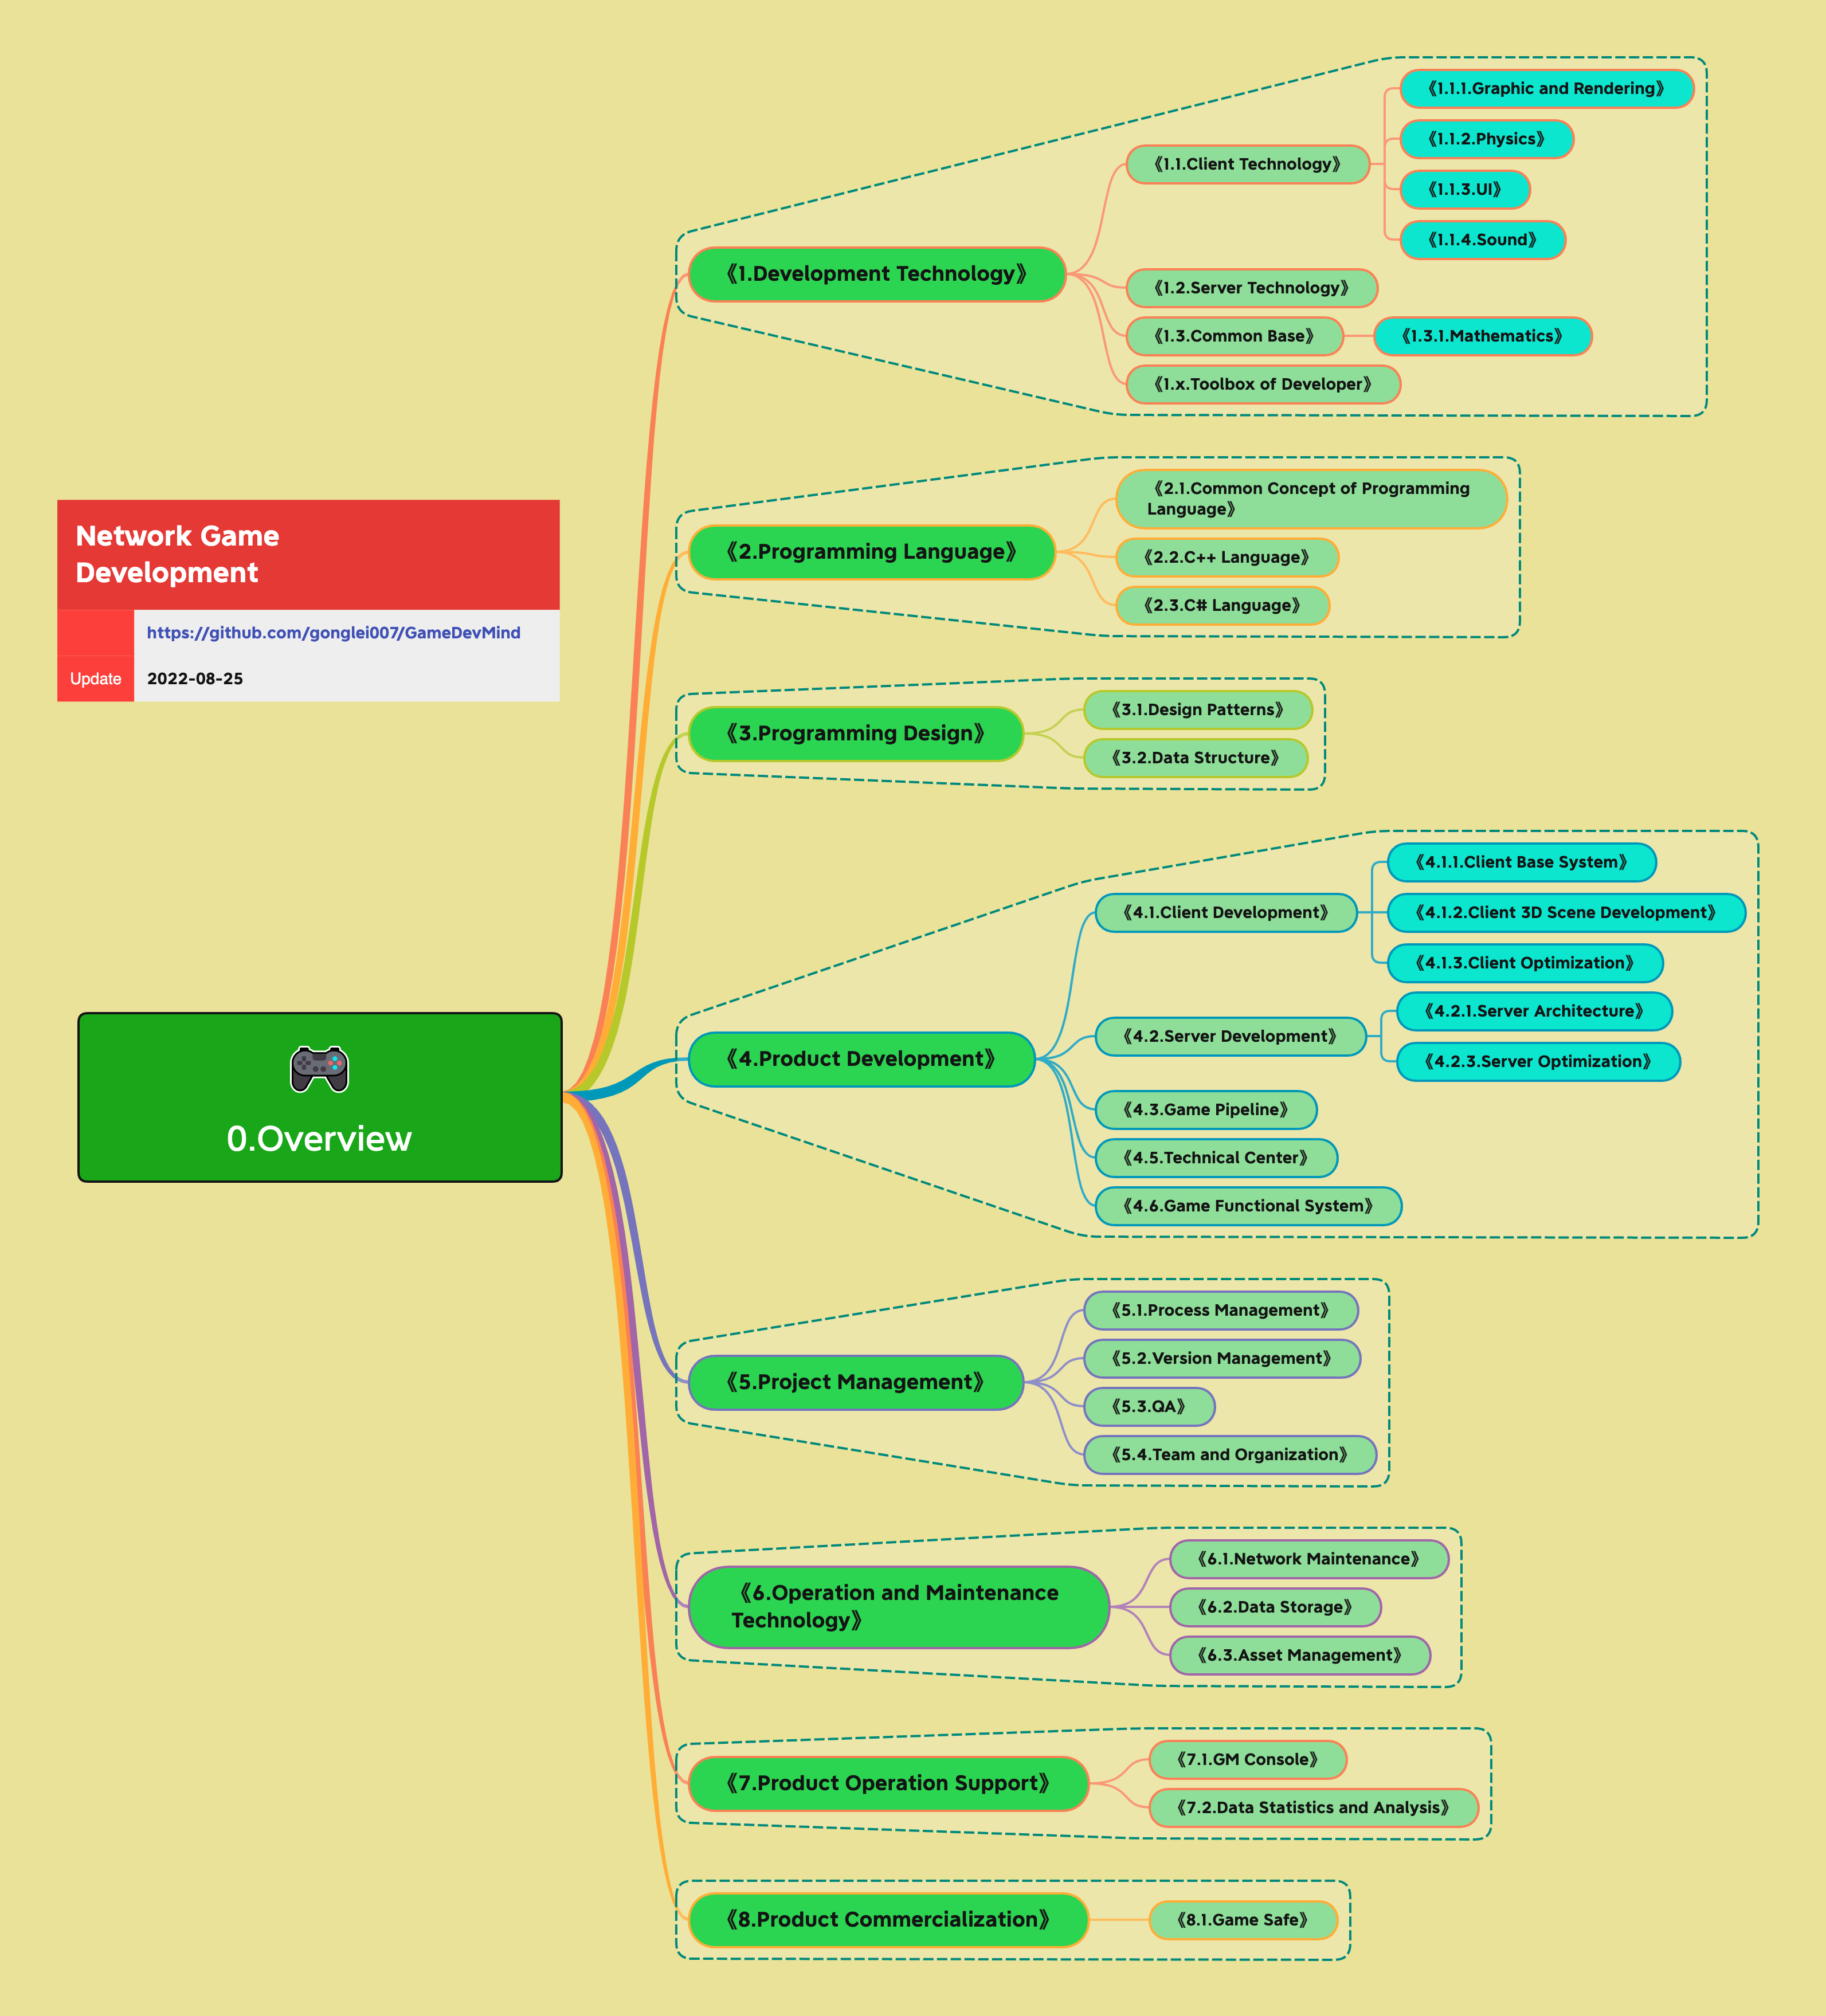 Network Game
Development
https://github.com/gonglei007/GameDevMind
Update 2022-08-25
0.Overview
《1.Development Technology》
《1.1.Client Technology》
《1.1.1.Graphic and Rendering》
《1.1.2.Physics》
《1.1.3.UI》
《1.1.4.Sound》
《1.2.Server Technology》
《1.3.Common Base》
《1.3.1.Mathematics》
《1.x.Toolbox of Developer》
《2.Programming Language》
《2.1.Common Concept of Programming
Language》
《2.2.C++ Language》
《2.3.C# Language》
《3.Programming Design》
《3.1.Design Patterns》
《3.2.Data Structure》
《4.Product Development》
《4.1.Client Development》
《4.1.1.Client Base System》
《4.1.2.Client 3D Scene Development》
《4.1.3.Client Optimization》
《4.2.Server Development》
《4.2.1.Server Architecture》
《4.2.3.Server Optimization》
《4.3.Game Pipeline》
《4.5.Technical Center》
《4.6.Game Functional System》
《5.Project Management》
《5.1.Process Management》
《5.2.Version Management》
《5.3.QA》
《5.4.Team and Organization》
《6.Operation and Maintenance
Technology》
《6.1.Network Maintenance》
《6.2.Data Storage》
《6.3.Asset Management》
《7.Product Operation Support》
《7.1.GM Console》
《7.2.Data Statistics and Analysis》
《8.Product Commercialization》
《8.1.Game Safe》